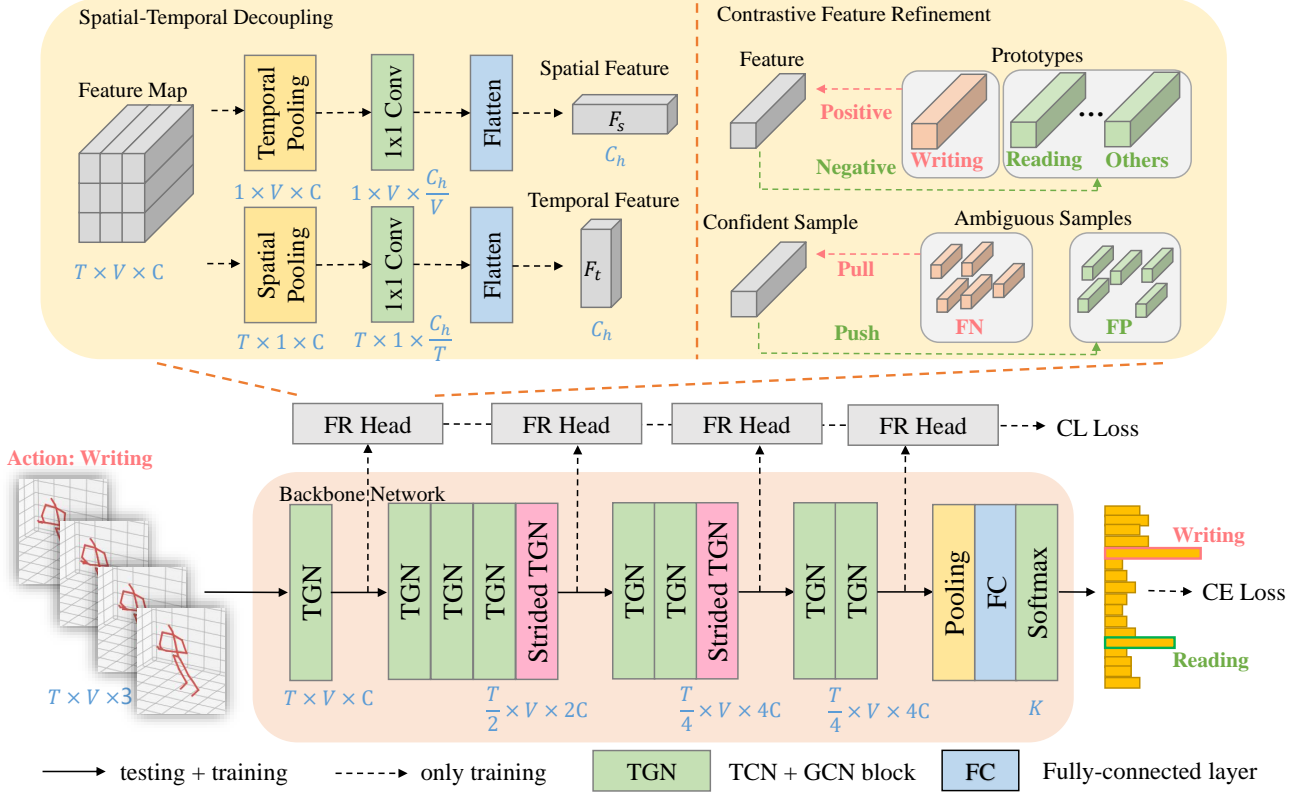 Spatial-Temporal Decoupling
Feature Map
T × V × C
Temporal Pooling
1 × V × C
1x1 Conv
1 × V × C_h/V
Flatten
Spatial Feature
F_s
C_h
Spatial Pooling
T × 1 × C
1x1 Conv
T × 1 × C_h/T
Flatten
Temporal Feature
F_t
C_h
Contrastive Feature Refinement
Feature
Prototypes
Positive
Negative
Writing
Reading
...
Others
Confident Sample
Ambiguous Samples
Pull
Push
FN
FP
FR Head
FR Head
FR Head
FR Head
CL Loss
Action: Writing
T × V × 3
Backbone Network
TGN
T × V × C
TGN
TGN
TGN
Strided TGN
T/2 × V × 2C
TGN
TGN
Strided TGN
T/4 × V × 4C
TGN
TGN
T/4 × V × 4C
Pooling
FC
Softmax
K
Writing
CE Loss
Reading
testing + training
only training
TGN
TCN + GCN block
FC
Fully-connected layer